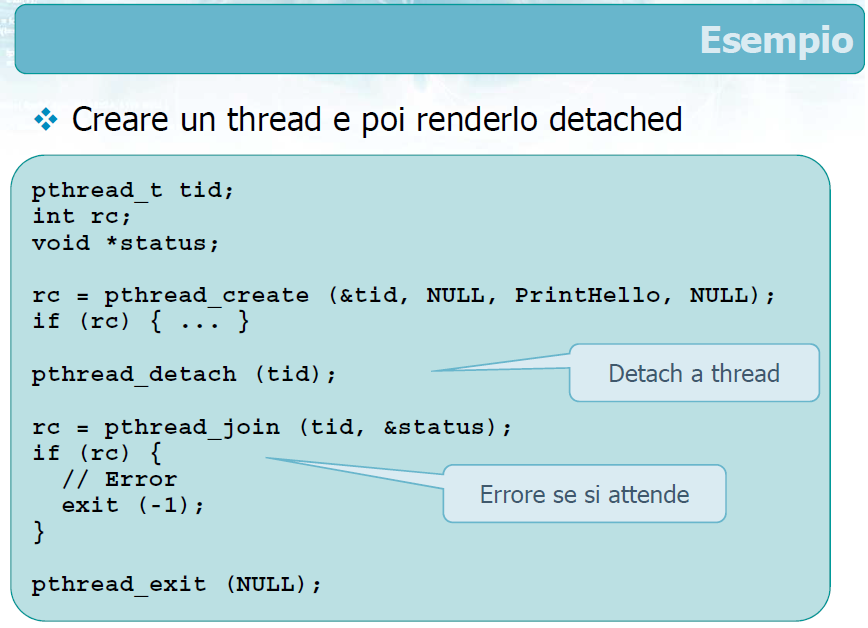 Esempio
Creare un thread e poi renderlo detached
pthread_t tid;
int rc;
void *status;
rc = pthread_create (&tid, NULL, PrintHello, NULL);
if (rc) { ... }
pthread_detach (tid);
Detach a thread
rc = pthread_join (tid, &status);
if (rc) {
// Error
exit (-1);
}
Errore se si attende
pthread_exit (NULL);